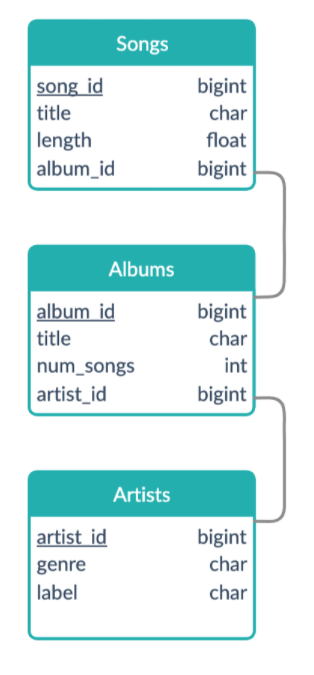 Songs
song_id bigint
title char
length float
album_id bigint
Albums
album_id bigint
title char
num_songs int
artist_id bigint
Artists
artist_id bigint
genre char
label char